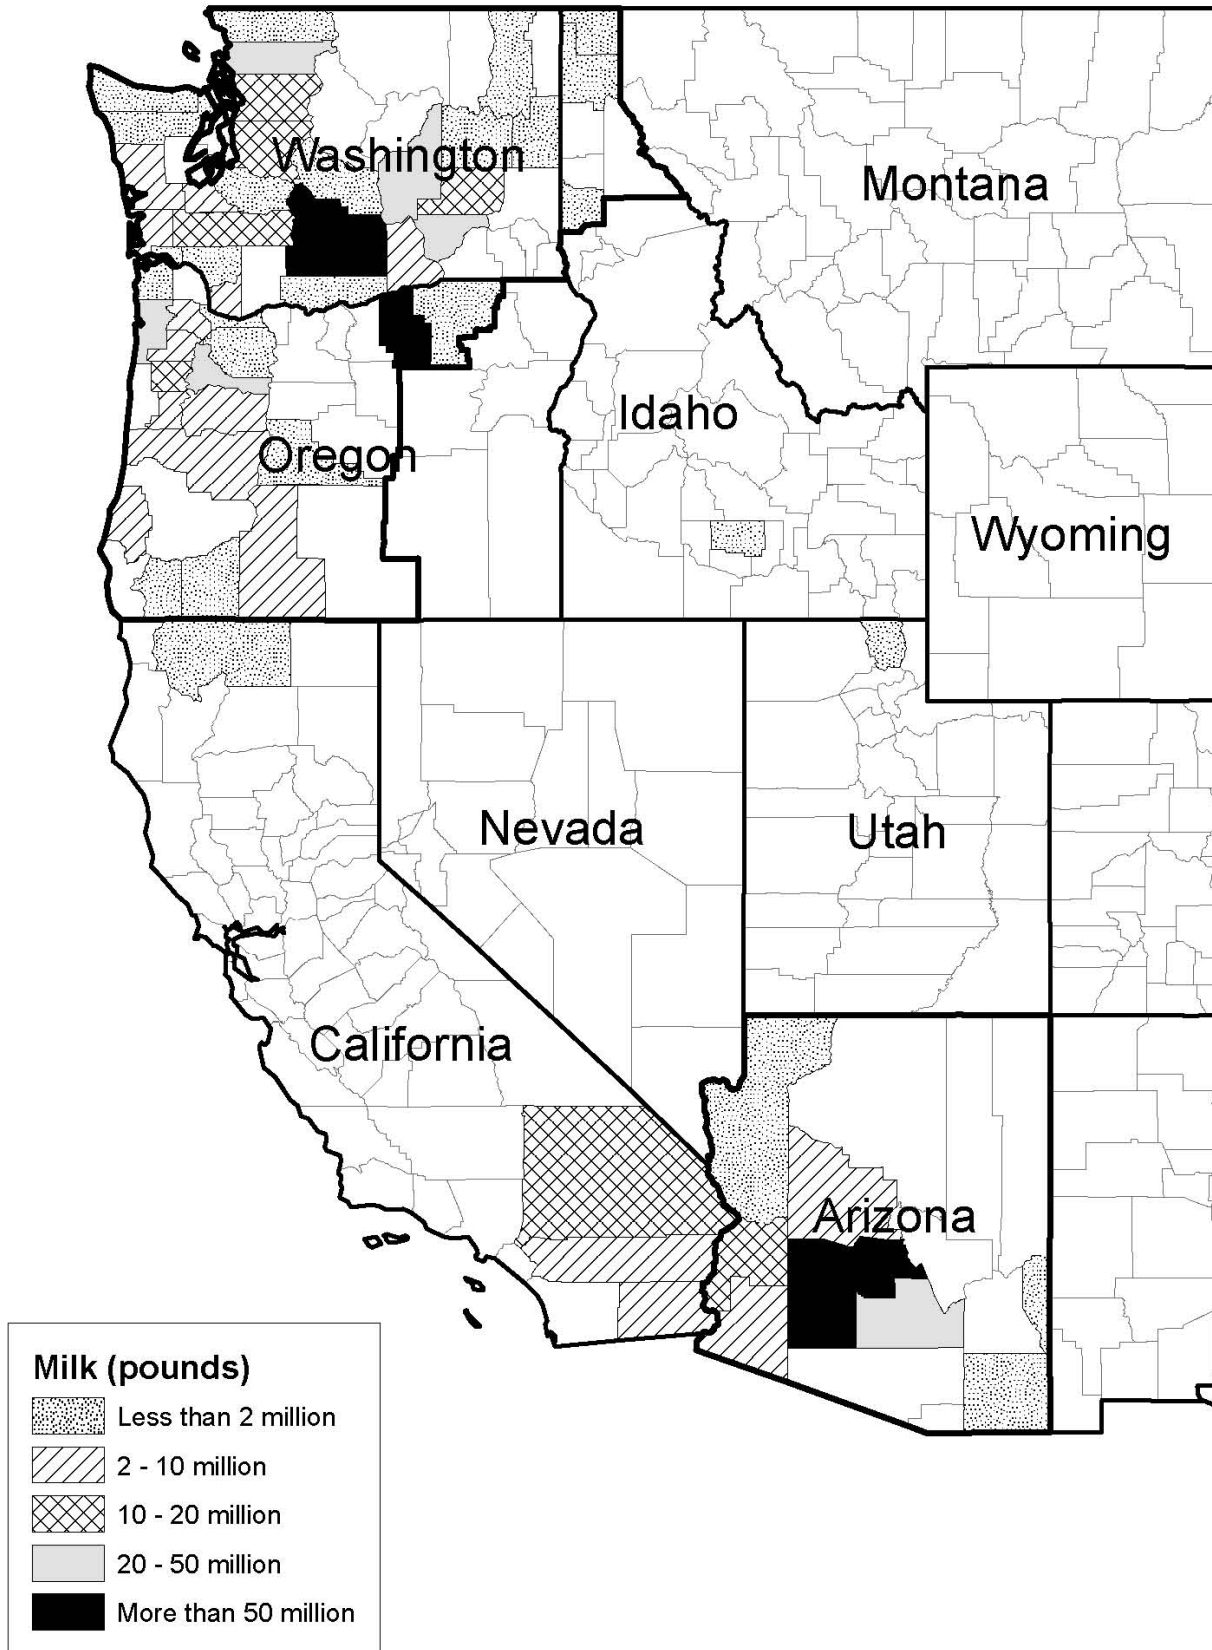 Washington
Montana
Idaho
Oregon
Wyoming
Nevada
Utah
California
Arizona
Milk (pounds)
Less than 2 million
2 - 10 million
10 - 20 million
20 - 50 million
More than 50 million